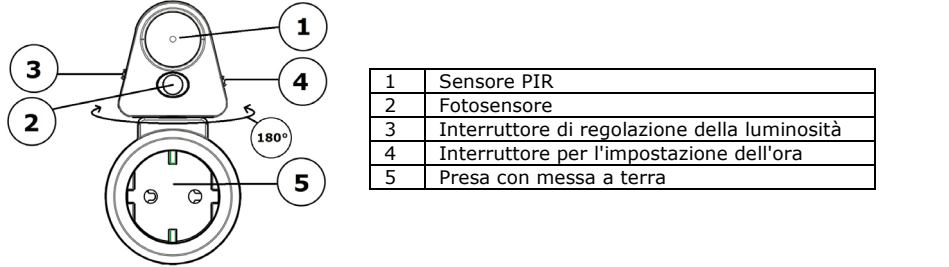 1
3
4
2
180°
5
1 Sensore PIR
2 Fotosensore
3 Interruttore di regolazione della luminosità
4 Interruttore per l'impostazione dell'ora
5 Presa con messa a terra